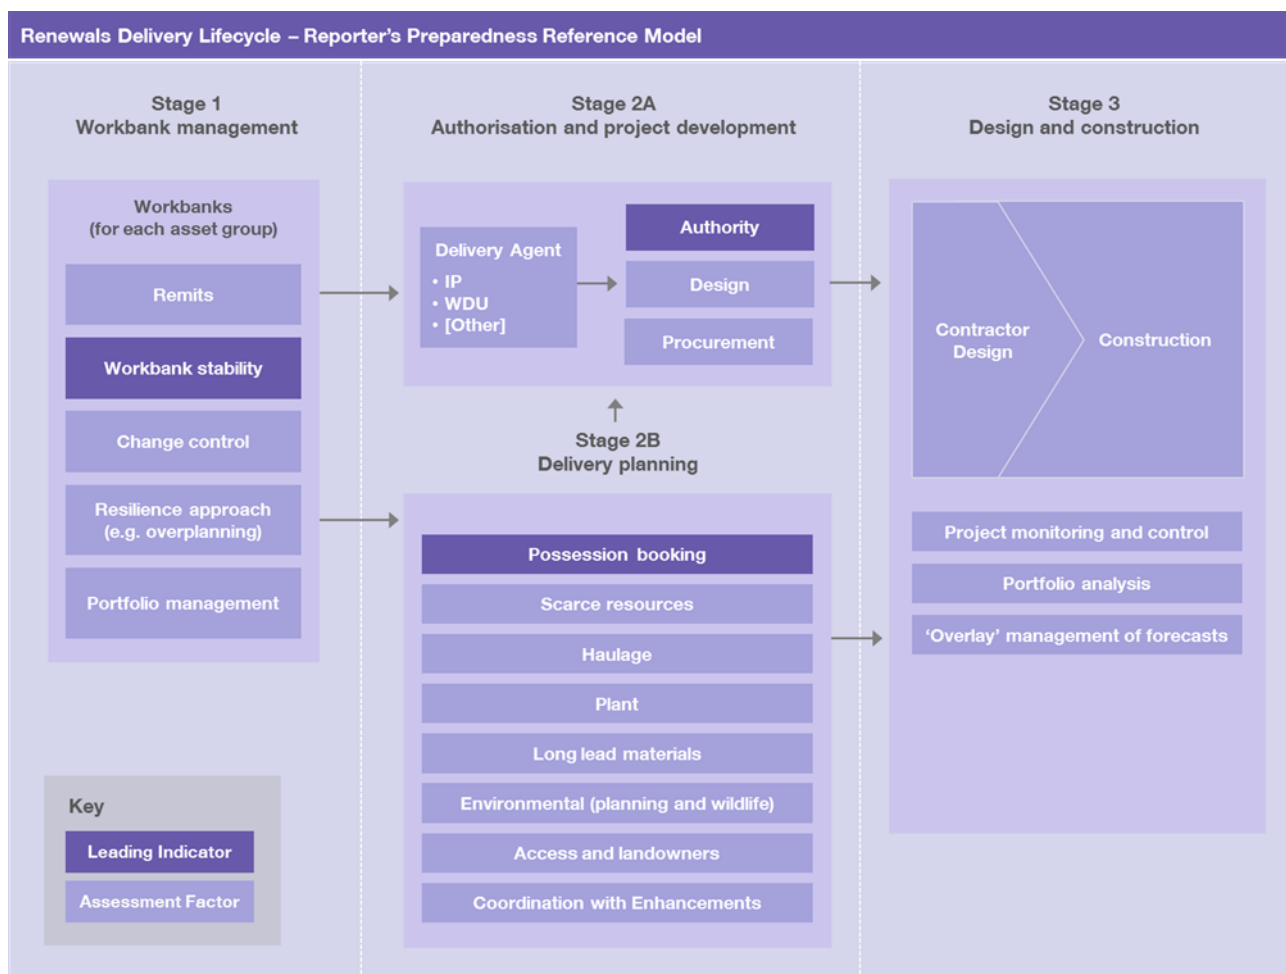 Renewals Delivery Lifecycle – Reporter's Preparedness Reference Model
Stage 1
Workbank management
Workbanks
(for each asset group)
Remits
Workbank stability
Change control
Resilience approach
(e.g. overplanning)
Portfolio management
Key
Leading Indicator
Assessment Factor
Stage 2A
Authorisation and project development
Delivery Agent
• IP
• WDU
• [Other]
Authority
Design
Procurement
Stage 2B
Delivery planning
Possession booking
Scarce resources
Haulage
Plant
Long lead materials
Environmental (planning and wildlife)
Access and landowners
Coordination with Enhancements
Stage 3
Design and construction
Contractor
Design
Construction
Project monitoring and control
Portfolio analysis
‘Overlay’ management of forecasts